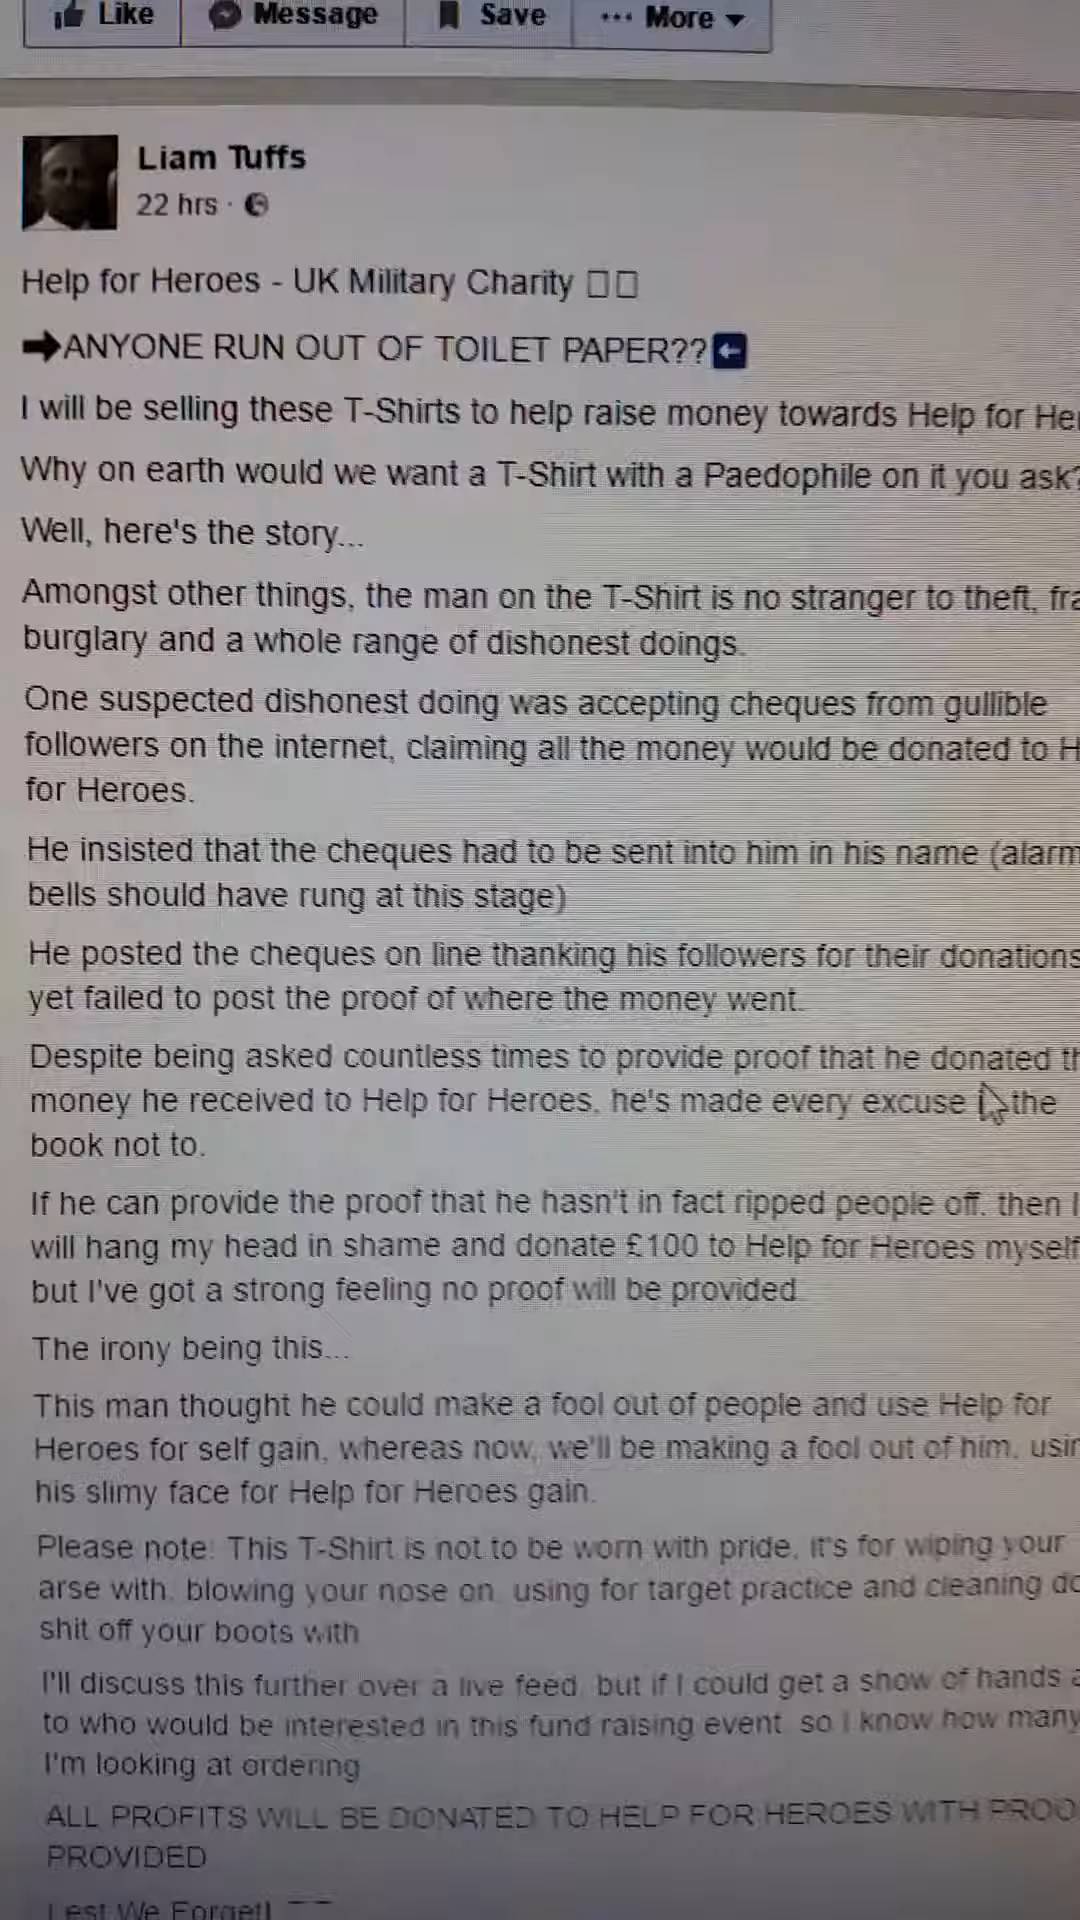 Like Message Save ... More
Liam Tuffs
22 hrs ·
Help for Heroes - UK Military Charity
ANYONE RUN OUT OF TOILET PAPER??
I will be selling these T-Shirts to help raise money towards Help for He
Why on earth would we want a T-Shirt with a Paedophile on it you ask?
Well, here's the story...
Amongst other things, the man on the T-Shirt is no stranger to theft, fra
burglary and a whole range of dishonest doings.
One suspected dishonest doing was accepting cheques from gullible
followers on the internet, claiming all the money would be donated to H
for Heroes.
He insisted that the cheques had to be sent into him in his name (alarm
bells should have rung at this stage)
He posted the cheques on line thanking his followers for their donations
yet failed to post the proof of where the money went.
Despite being asked countless times to provide proof that he donated th
money he received to Help for Heroes, he's made every excuse the
book not to.
If he can provide the proof that he hasn't in fact ripped people off, then I
will hang my head in shame and donate £100 to Help for Heroes myself
but I've got a strong feeling no proof will be provided.
The irony being this...
This man thought he could make a fool out of people and use Help for
Heroes for self gain, whereas now, we'll be making a fool out of him, usin
his slimy face for Help for Heroes gain.
Please note: This T-Shirt is not to be worn with pride, it's for wiping your
arse with, blowing your nose on, using for target practice and cleaning do
shit off your boots with
I'll discuss this further over a live feed, but if I could get a show of hands a
to who would be interested in this fund raising event, so I know how many
I'm looking at ordering
ALL PROFITS WILL BE DONATED TO HELP FOR HEROES WITH PROO
PROVIDED
Lest We Forget!